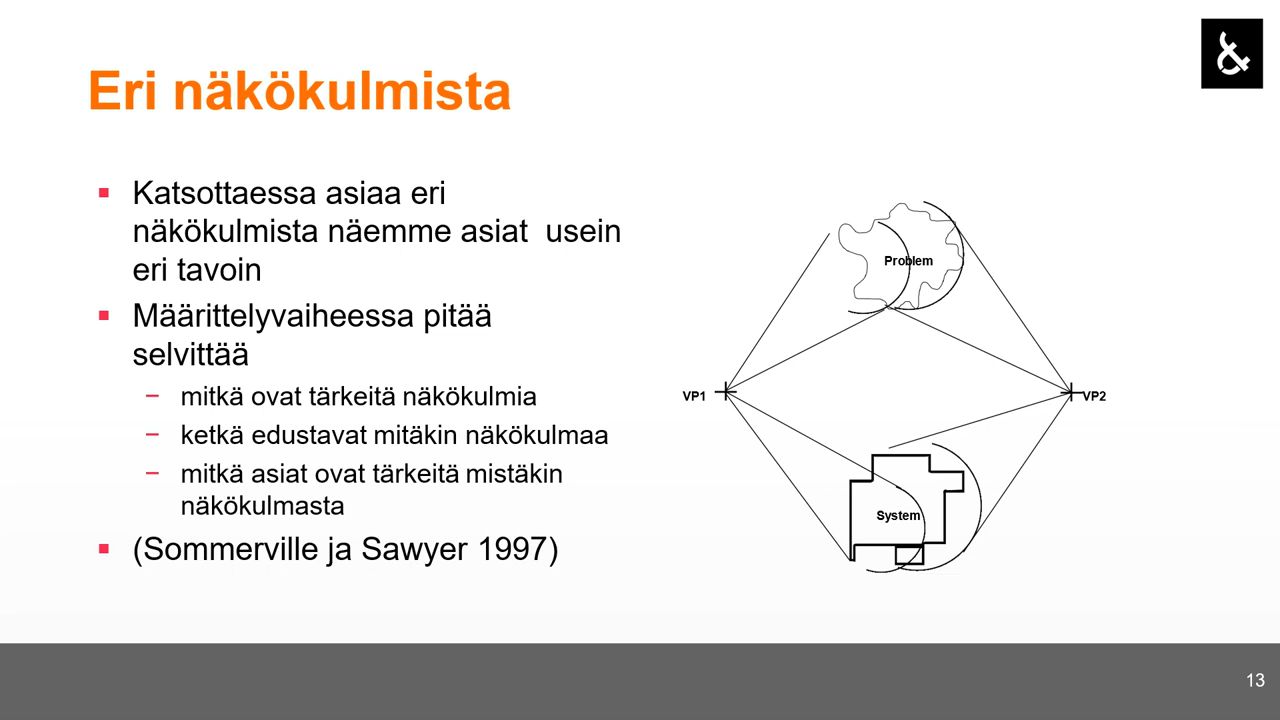 &
Eri näkökulmista
▪ Katsottaessa asiaa eri
näkökulmista näemme asiat  usein
eri tavoin
▪ Määrittelyvaiheessa pitää
selvittää
− mitkä ovat tärkeitä näkökulmia
− ketkä edustavat mitäkin näkökulmaa
− mitkä asiat ovat tärkeitä mistäkin
näkökulmasta
▪ (Sommerville ja Sawyer 1997)
Problem
VP1
VP2
System
13